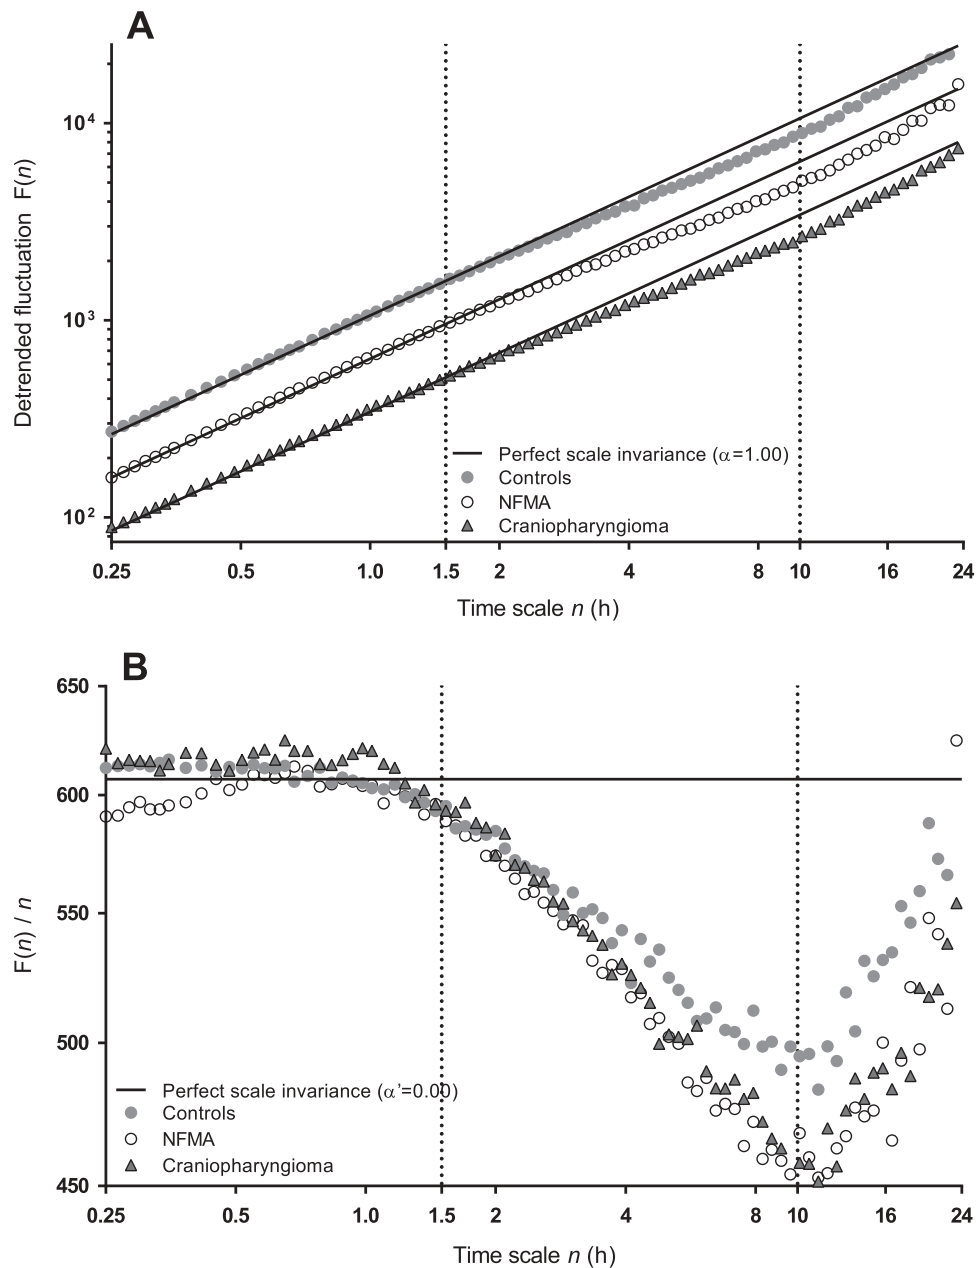 A
10⁴
10³
10²
Detrended fluctuation F(n)
Perfect scale invariance (α=1.00)
Controls
NFMA
Craniopharyngioma
0.25 0.5 1.0 1.5 2 4 8 10 16 24
Time scale n (h)
B
650
600
550
500
450
F(n) / n
Perfect scale invariance (α'=0.00)
Controls
NFMA
Craniopharyngioma
0.25 0.5 1.0 1.5 2 4 8 10 16 24
Time scale n (h)